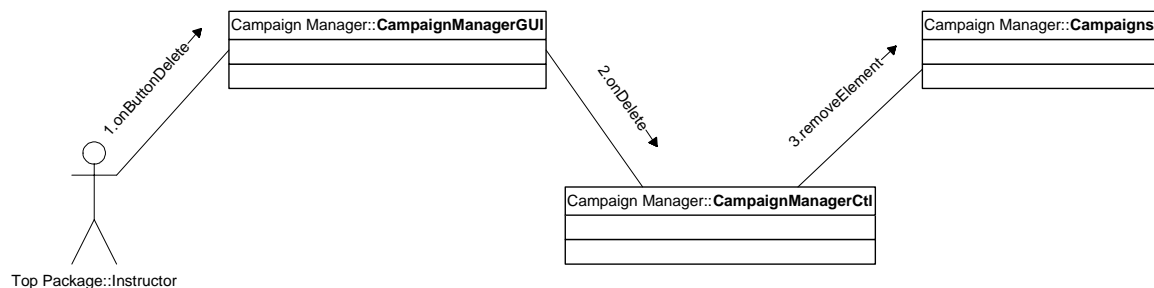 Campaign Manager::CampaignManagerGUI
Campaign Manager::Campaigns
1.onButtonDelete
2.onDelete
3.removeElement
Campaign Manager::CampaignManagerCtl
Top Package::Instructor